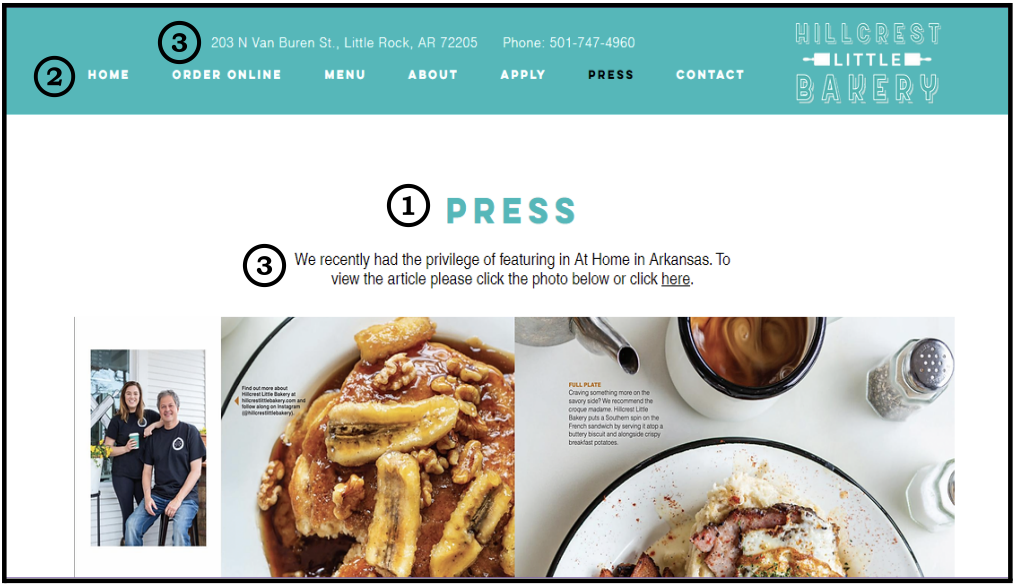 3 203 N Van Buren St., Little Rock, AR 72205 Phone: 501-747-4960
2 HOME ORDER ONLINE MENU ABOUT APPLY PRESS CONTACT
HILLCREST
LITTLE
BAKERY
1 PRESS
3 We recently had the privilege of featuring in At Home in Arkansas. To
view the article please click the photo below or click here.
Find out more about
Hillcrest Little Bakery at
hillcrestlittlebakery.com and
follow along on Instagram
(@hillcrestlittlebakery).
FULL PLATE
Craving something more on the
savory side? We recommend the
croque madame. Hillcrest Little
Bakery puts a Southern spin on the
French sandwich by serving it atop a
buttery biscuit and alongside crispy
breakfast potatoes.